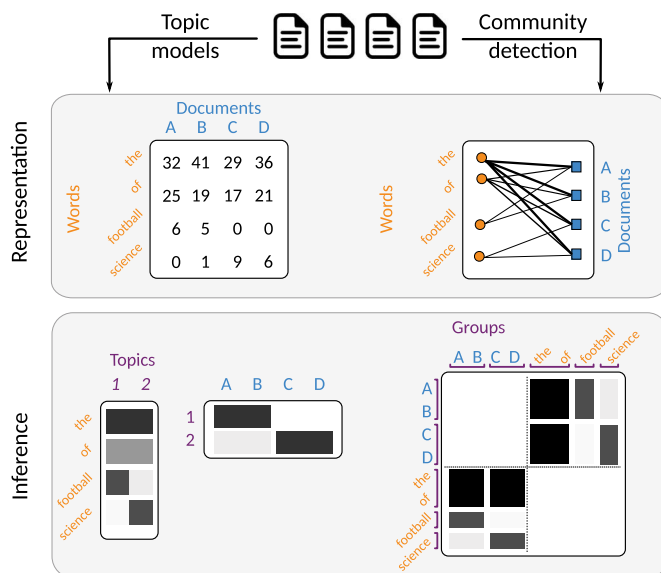 Topic models
Community detection
Representation
Documents
A B C D
Words
the 32 41 29 36
of 25 19 17 21
football 6 5 0 0
science 0 1 9 6
Words
the
of
football
science
A
B
C
D
Documents
Inference
Topics
1 2
the
of
football
science
A B C D
1
2
Groups
A B C D the of football science
A
B
C
D
the
of
football
science